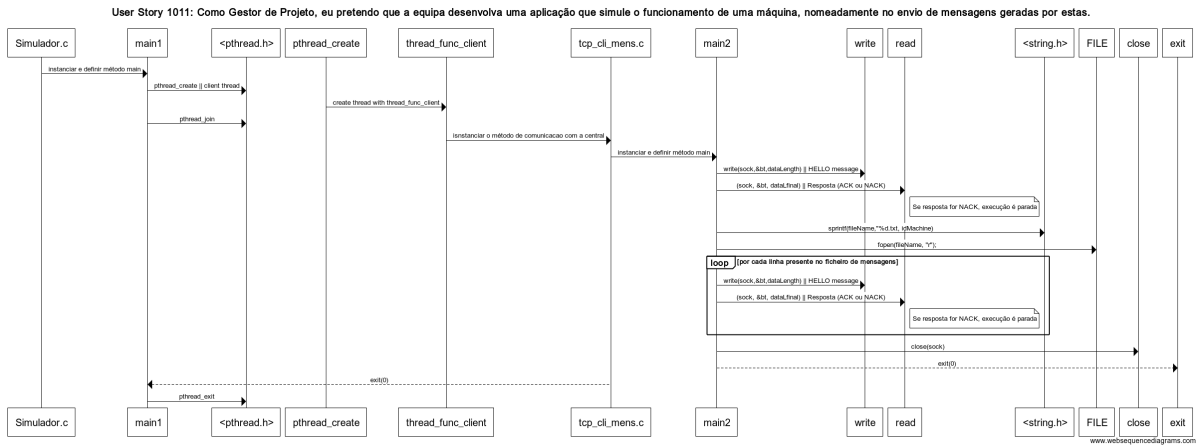 User Story 1011: Como Gestor de Projeto, eu pretendo que a equipa desenvolva uma aplicação que simule o funcionamento de uma máquina, nomeadamente no envio de mensagens geradas por estas.
Simulador.c main1 <pthread.h> pthread_create thread_func_client tcp_cli_mens.c main2 write read <string.h> FILE close exit
instanciar e definir método main
pthread_create || client thread
create thread with thread_func_client
pthread_join
isnstanciar o método de comunicacao com a central
instanciar e definir método main
write(sock,&bt,dataLength) || HELLO message
(sock, &bt, dataLfinal) || Resposta (ACK ou NACK)
Se resposta for NACK, execução é parada
sprintf(fileName,"%d.txt, idMachine)
fopen(fileName, "r");
loop [por cada linha presente no ficheiro de mensagens]
write(sock,&bt,dataLength) || HELLO message
(sock, &bt, dataLfinal) || Resposta (ACK ou NACK)
Se resposta for NACK, execução é parada
close(sock)
exit(0)
exit(0)
pthread_exit
Simulador.c main1 <pthread.h> pthread_create thread_func_client tcp_cli_mens.c main2 write read <string.h> FILE close exit
www.websequencediagrams.com